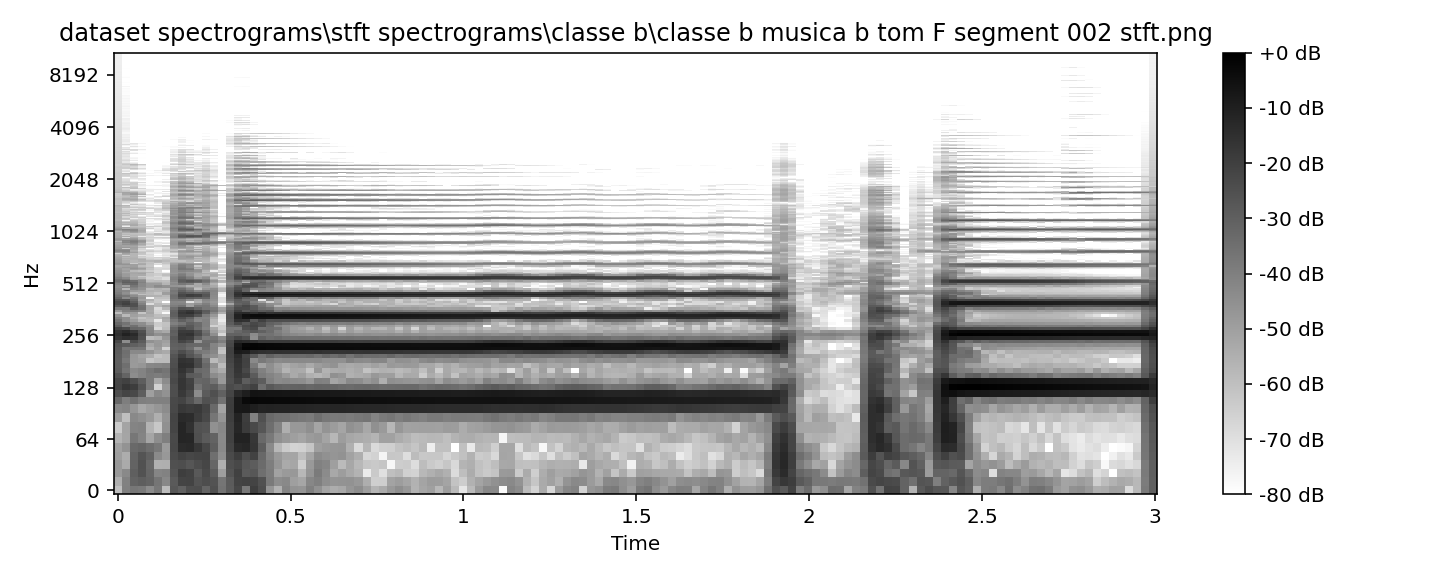 dataset spectrograms\stft spectrograms\classe b\classe b musica b tom F segment 002 stft.png
Hz
8192
4096
2048
1024
512
256
128
64
0
0
0.5
1
1.5
2
2.5
3
Time
+0 dB
-10 dB
-20 dB
-30 dB
-40 dB
-50 dB
-60 dB
-70 dB
-80 dB